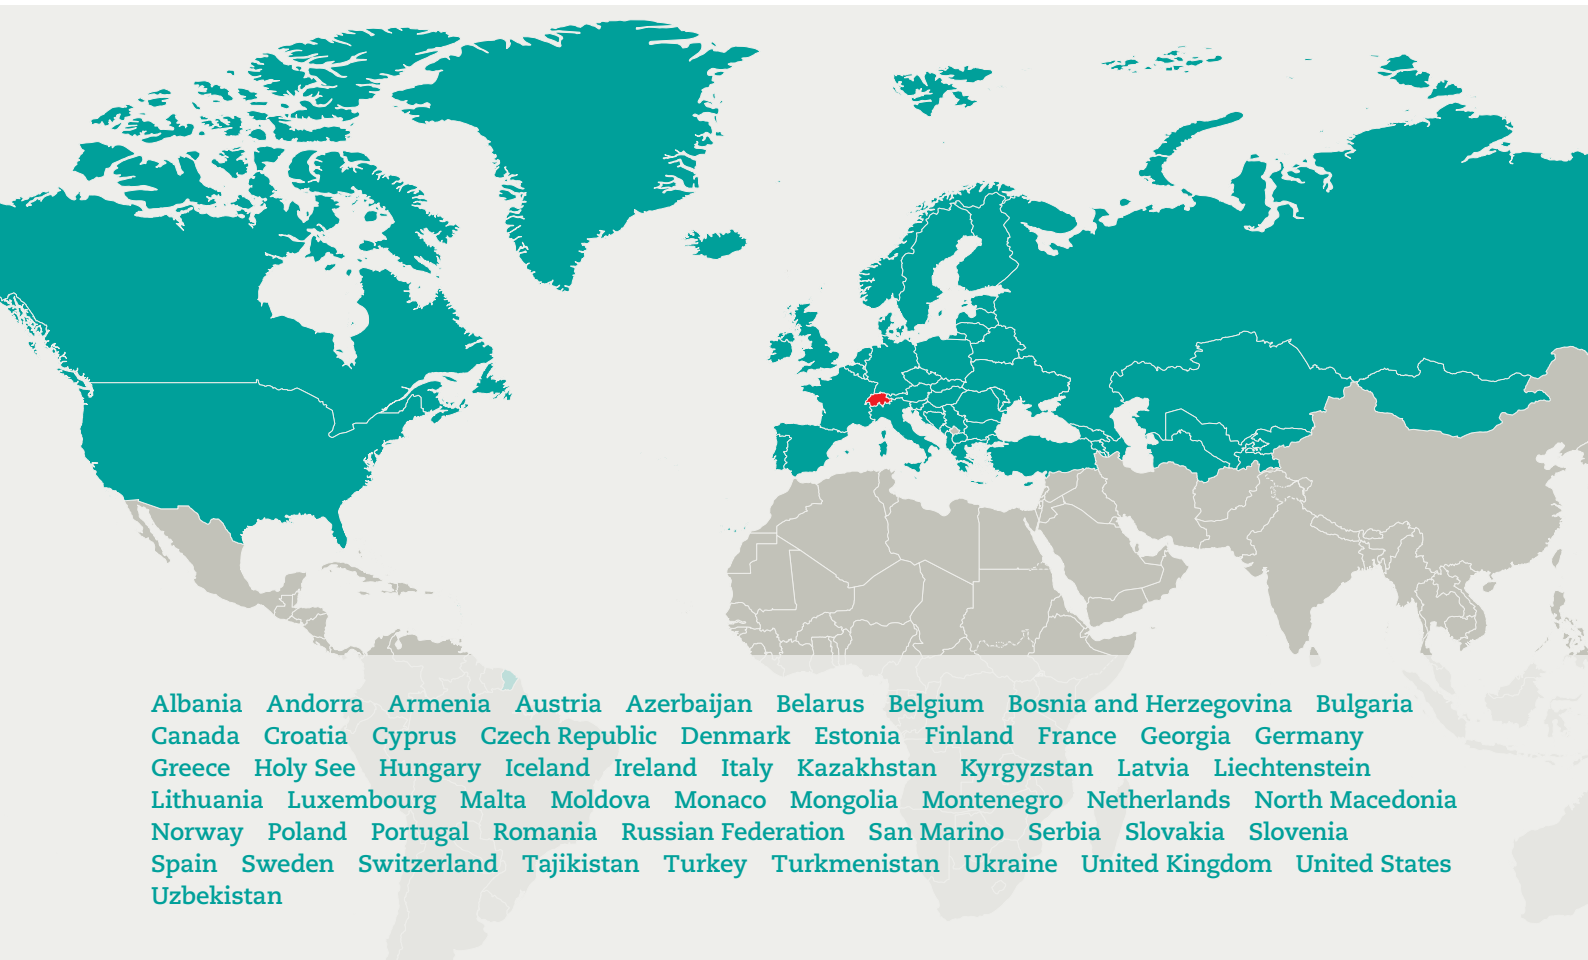 Albania Andorra Armenia Austria Azerbaijan Belarus Belgium Bosnia and Herzegovina Bulgaria
Canada Croatia Cyprus Czech Republic Denmark Estonia Finland France Georgia Germany
Greece Holy See Hungary Iceland Ireland Italy Kazakhstan Kyrgyzstan Latvia Liechtenstein
Lithuania Luxembourg Malta Moldova Monaco Mongolia Montenegro Netherlands North Macedonia
Norway Poland Portugal Romania Russian Federation San Marino Serbia Slovakia Slovenia
Spain Sweden Switzerland Tajikistan Turkey Turkmenistan Ukraine United Kingdom United States
Uzbekistan